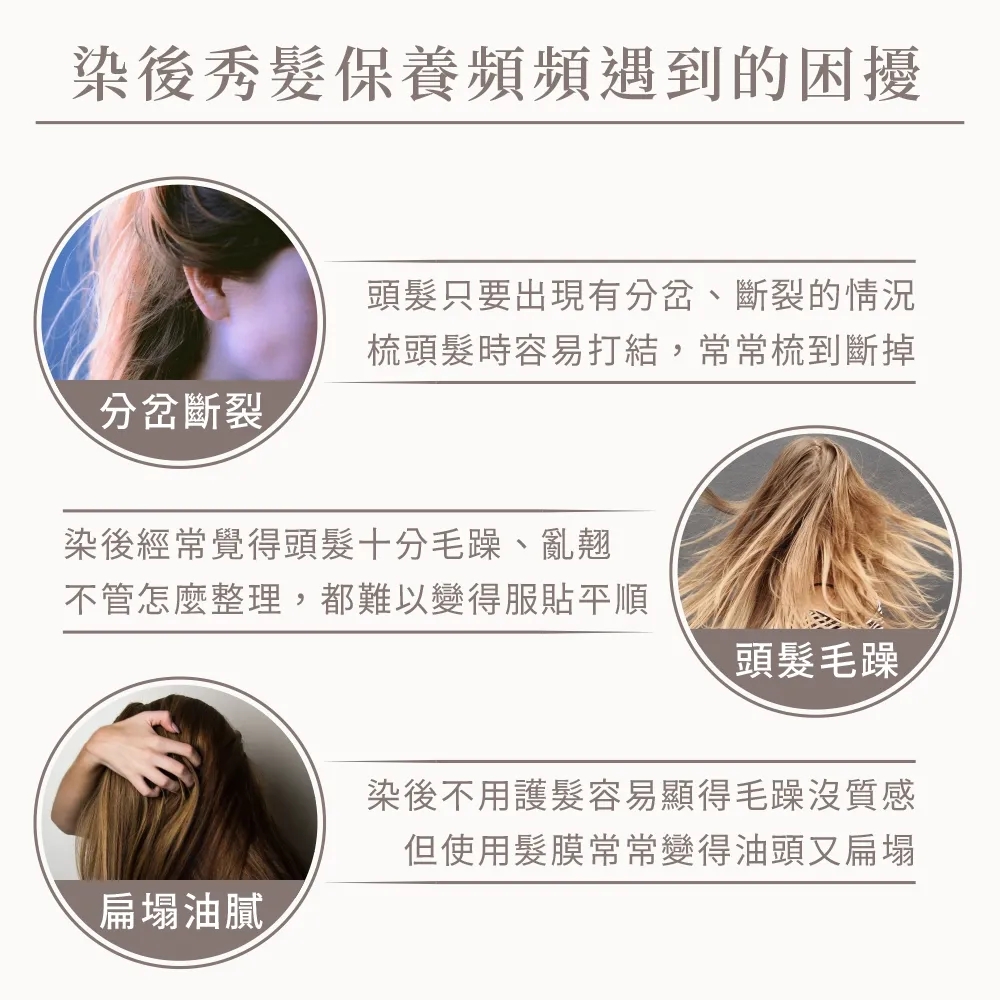 染後秀髮保養頻頻遇到的困擾
頭髮只要出現有分岔、斷裂的情況
梳頭髮時容易打結，常常梳到斷掉
分岔斷裂
染後經常覺得頭髮十分毛躁、亂翹
不管怎麼整理，都難以變得服貼平順
頭髮毛躁
染後不用護髮容易顯得毛躁沒質感
但使用髮膜常常變得油頭又扁塌
扁塌油膩